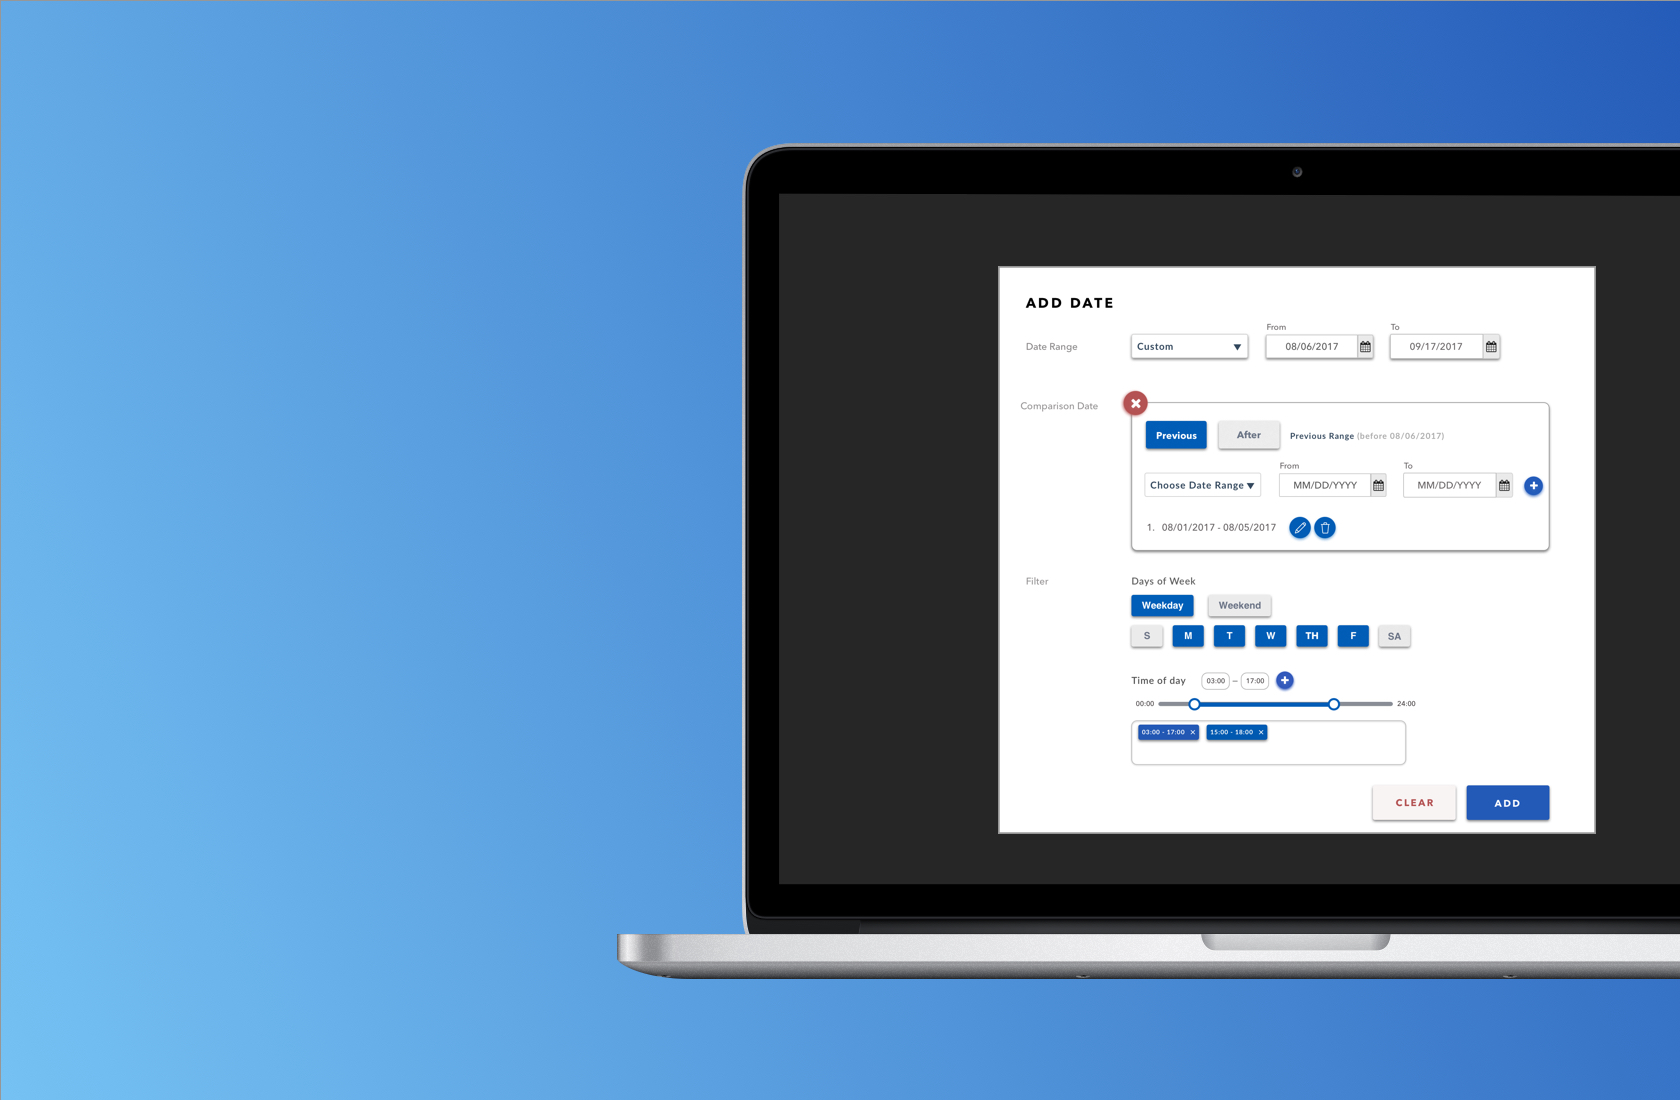 ADD DATE
From To
Date Range Custom 08/06/2017 09/17/2017
Comparison Date
Previous After Previous Range (before 08/06/2017)
From To
Choose Date Range MM/DD/YYYY MM/DD/YYYY
1. 08/01/2017 - 08/05/2017
Filter Days of Week
Weekday Weekend
S M T W TH F SA
Time of day 03:00 – 17:00
00:00 24:00
03:00 - 17:00 × 15:00 - 18:00 ×
CLEAR ADD